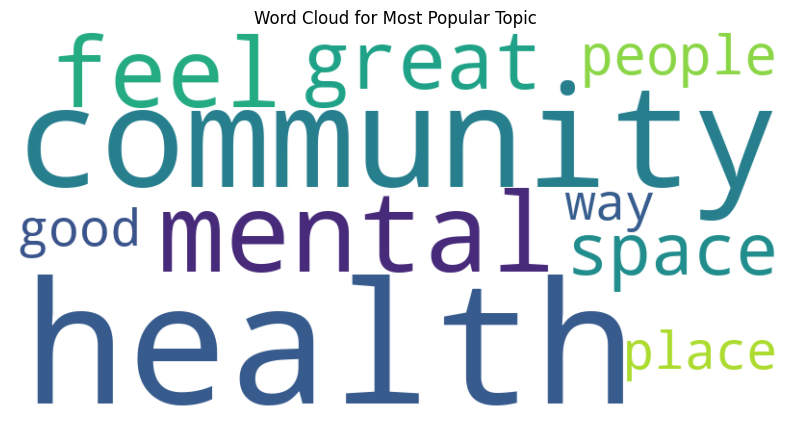 Word Cloud for Most Popular Topic
feel great people
community
good mental way
space
health
place